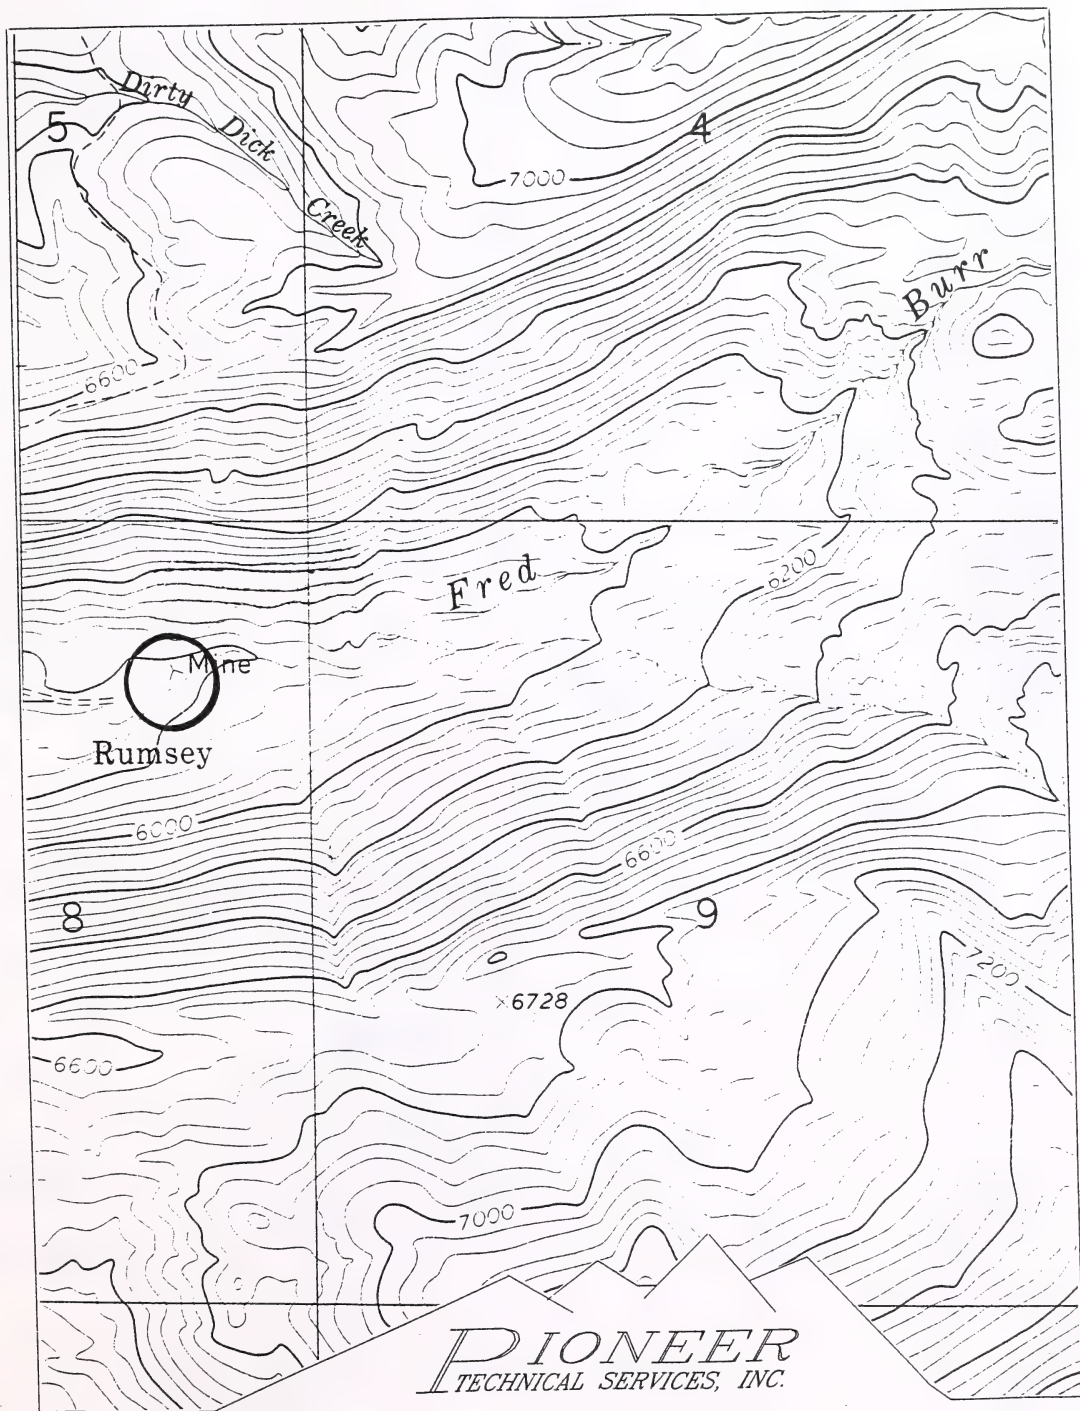 Dirty
Dick
Creek
5
4
7000
Burr
6600
6200
Fred
Mine
Rumsey
6000
6600
8
9
7200
×6728
6600
7000
PIONEER
TECHNICAL SERVICES, INC.